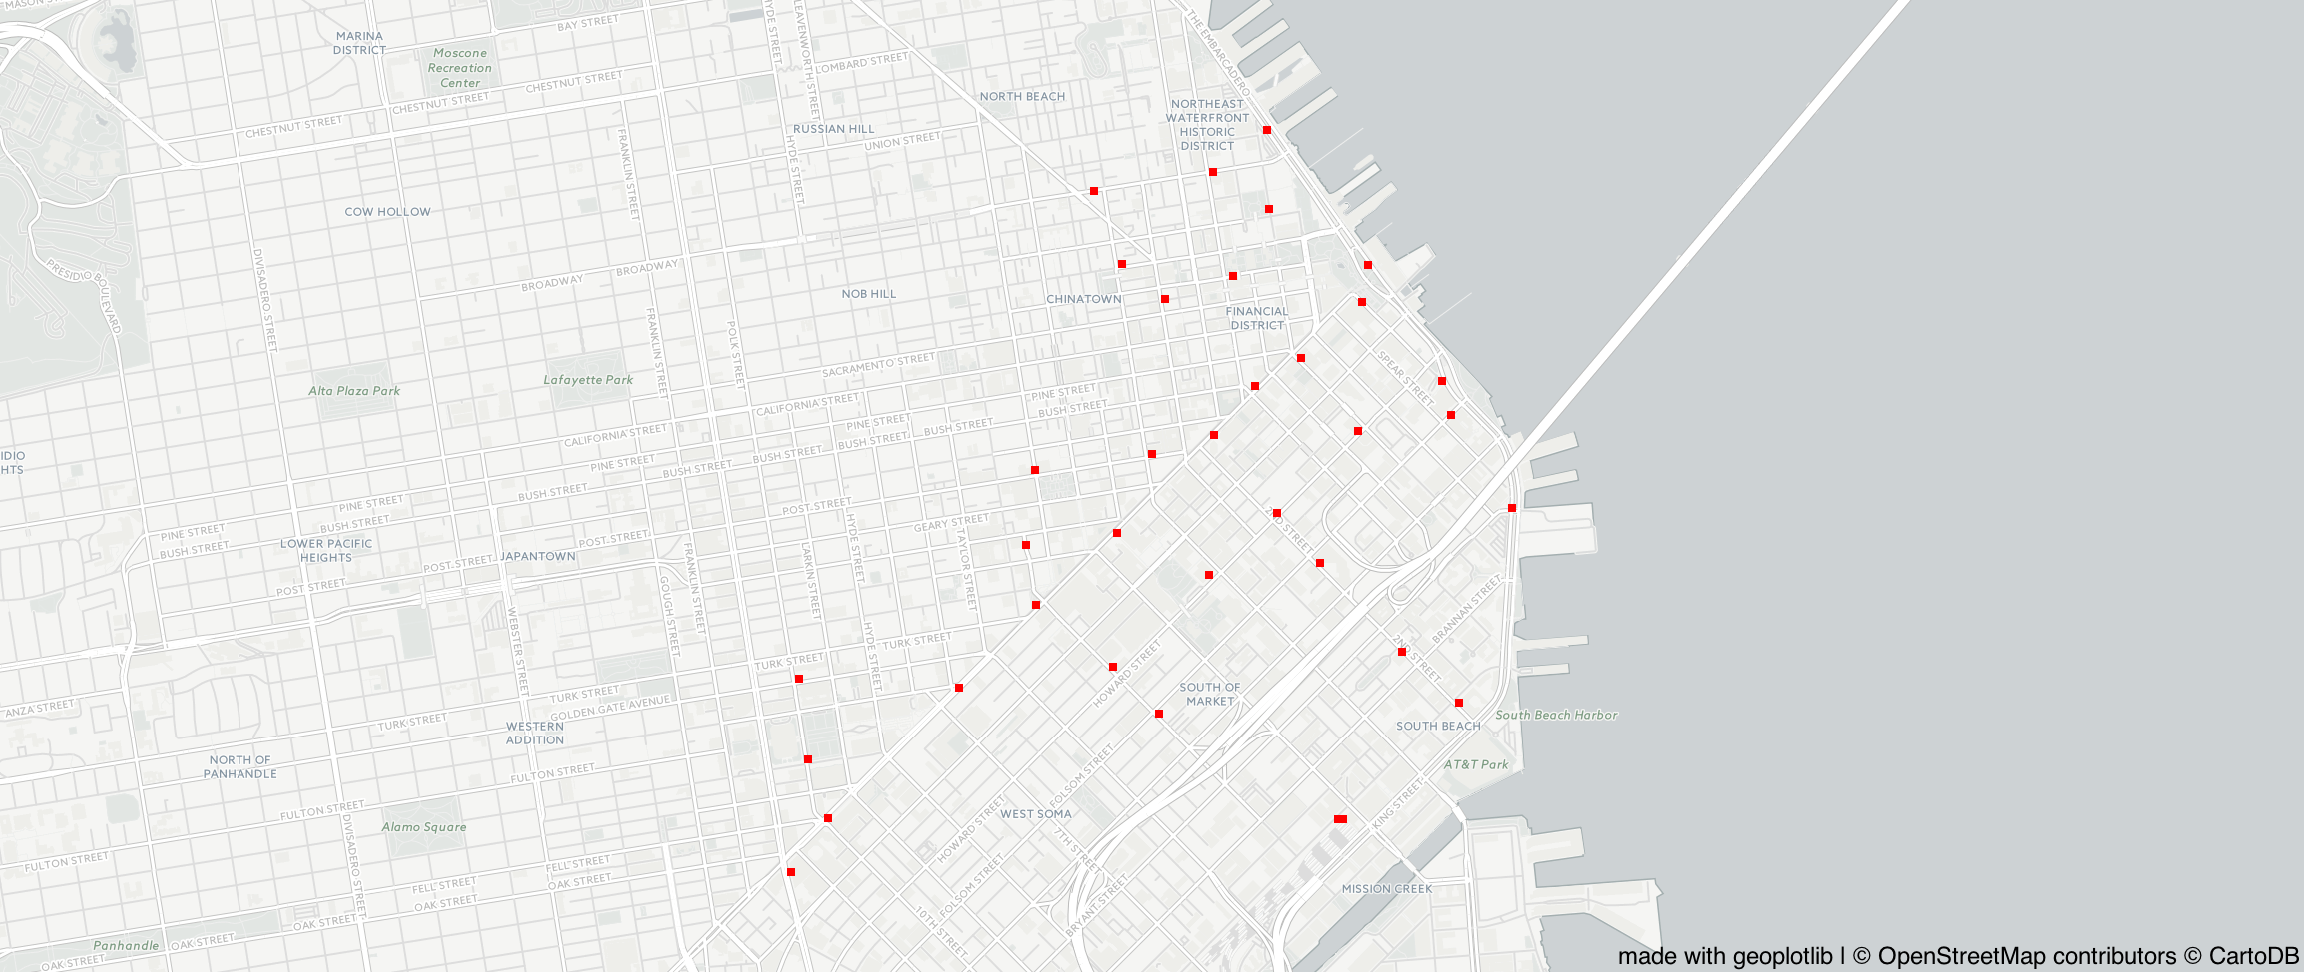 MASON STREET
BAY STREET
HYDE STREET
LEAVENWORTH STREET
THE EMBARCADERO
MARINA
DISTRICT
Moscone
Recreation
Center
CHESTNUT STREET
CHESTNUT STREET
CHESTNUT STREET
LOMBARD STREET
NORTH BEACH
NORTHEAST
WATERFRONT
HISTORIC
DISTRICT
RUSSIAN HILL
UNION STREET
FRANKLIN STREET
HYDE STREET
COW HOLLOW
DIVISADERO STREET
PRESIDIO BOULEVARD
BROADWAY
BROADWAY
NOB HILL
CHINATOWN
FINANCIAL
DISTRICT
FRANKLIN STREET
POLK STREET
SACRAMENTO STREET
SPEAR STREET
Alta Plaza Park
Lafayette Park
CALIFORNIA STREET
PINE STREET
BUSH STREET
CALIFORNIA STREET
PINE STREET
BUSH STREET
BUSH STREET
IDIO
HTS
PINE STREET
BUSH STREET
BUSH STREET
PINE STREET
BUSH STREET
BUSH STREET
PINE STREET
BUSH STREET
POST STREET
GEARY STREET
HYDE STREET
TAYLOR STREET
2ND STREET
LOWER PACIFIC
HEIGHTS
JAPANTOWN
POST STREET
POST STREET
POST STREET
FRANKLIN STREET
LARKIN STREET
GOUGH STREET
WEBSTER STREET
HYDE STREET
TURK STREET
TURK STREET
BRANNAN STREET
2ND STREET
HOWARD STREET
SOUTH OF
MARKET
ANZA STREET
TURK STREET
TURK STREET
GOLDEN GATE AVENUE
WESTERN
ADDITION
SOUTH BEACH
South Beach Harbor
NORTH OF
PANHANDLE
FULTON STREET
FOLSOM STREET
AT&T Park
FULTON STREET
Alamo Square
DIVISADERO STREET
WEST SOMA
HOWARD STREET
7TH STREET
KING STREET
FULTON STREET
FELL STREET
FELL STREET
OAK STREET
OAK STREET
OAK STREET
FOLSOM STREET
10TH STREET
BRYANT STREET
MISSION CREEK
Panhandle
OAK STREET
OAK STREET
made with geoplotlib | © OpenStreetMap contributors © CartoDB